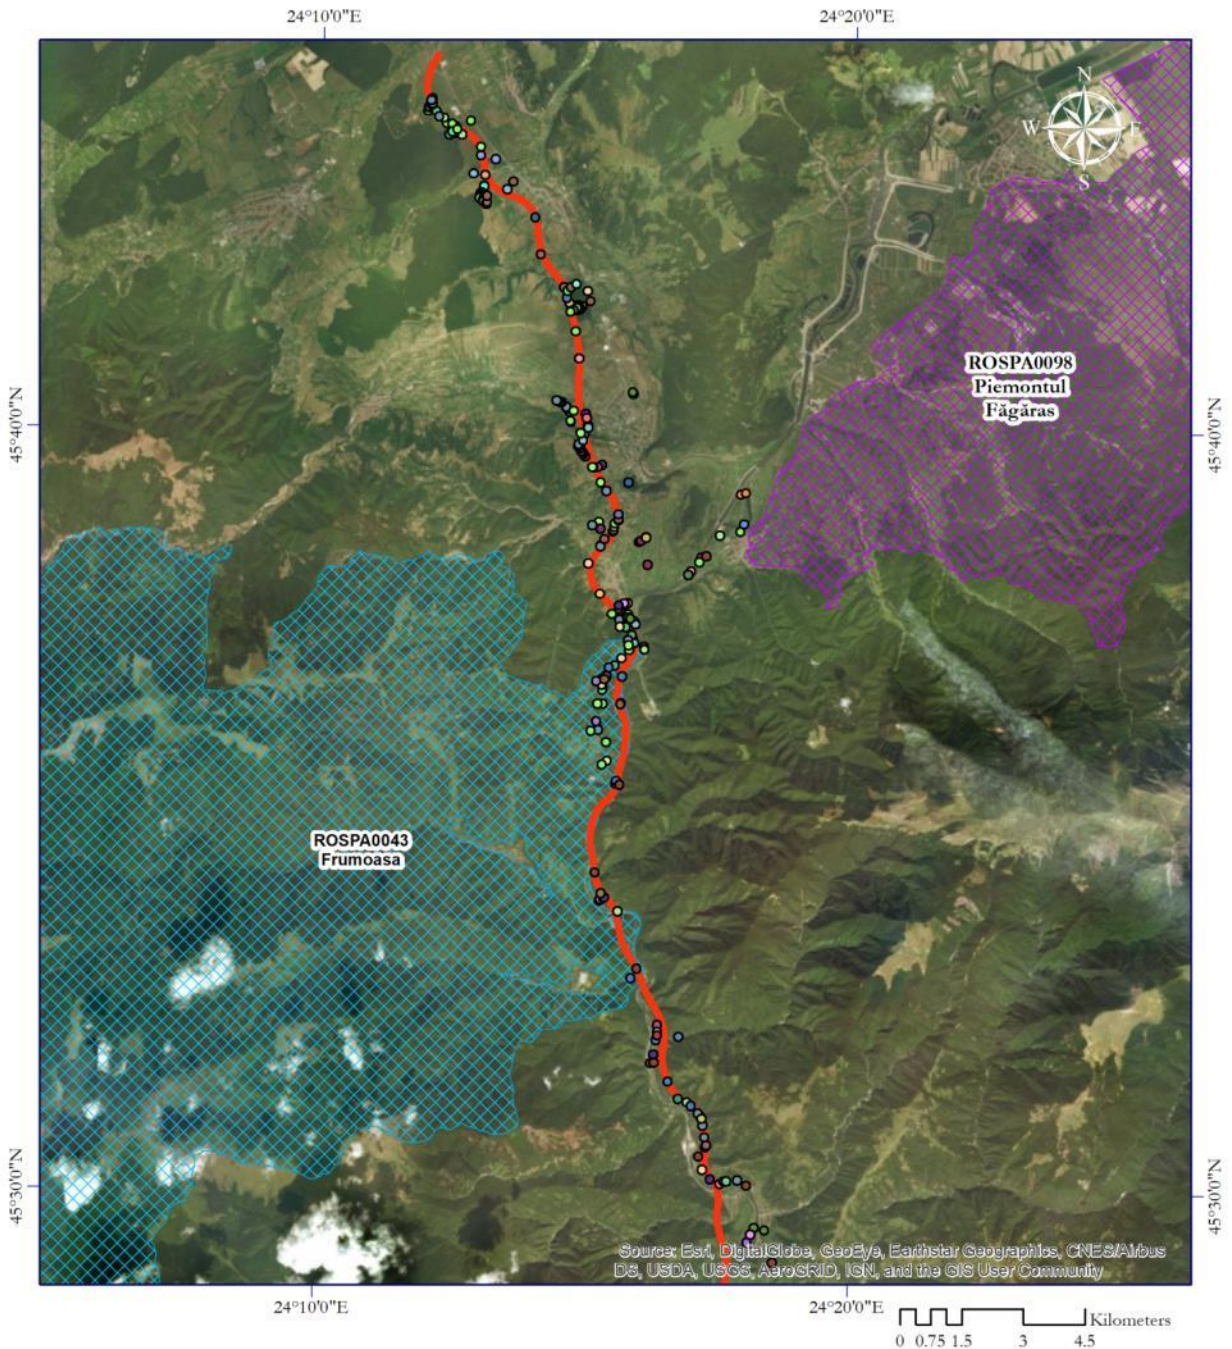 24°10'0"E
24°20'0"E
N
W
E
S
ROSPA0098
Piemontul
Făgăras
45°40'0"N
45°40'0"N
ROSPA0043
Frumoasa
45°30'0"N
45°30'0"N
Source: Esri, DigitalGlobe, GeoEye, Earthstar Geographics, CNES/Airbus
DS, USDA, USGS, AeroGRID, IGN, and the GIS User Community
24°10'0"E
24°20'0"E
Kilometers
0 0.75 1.5 3 4.5